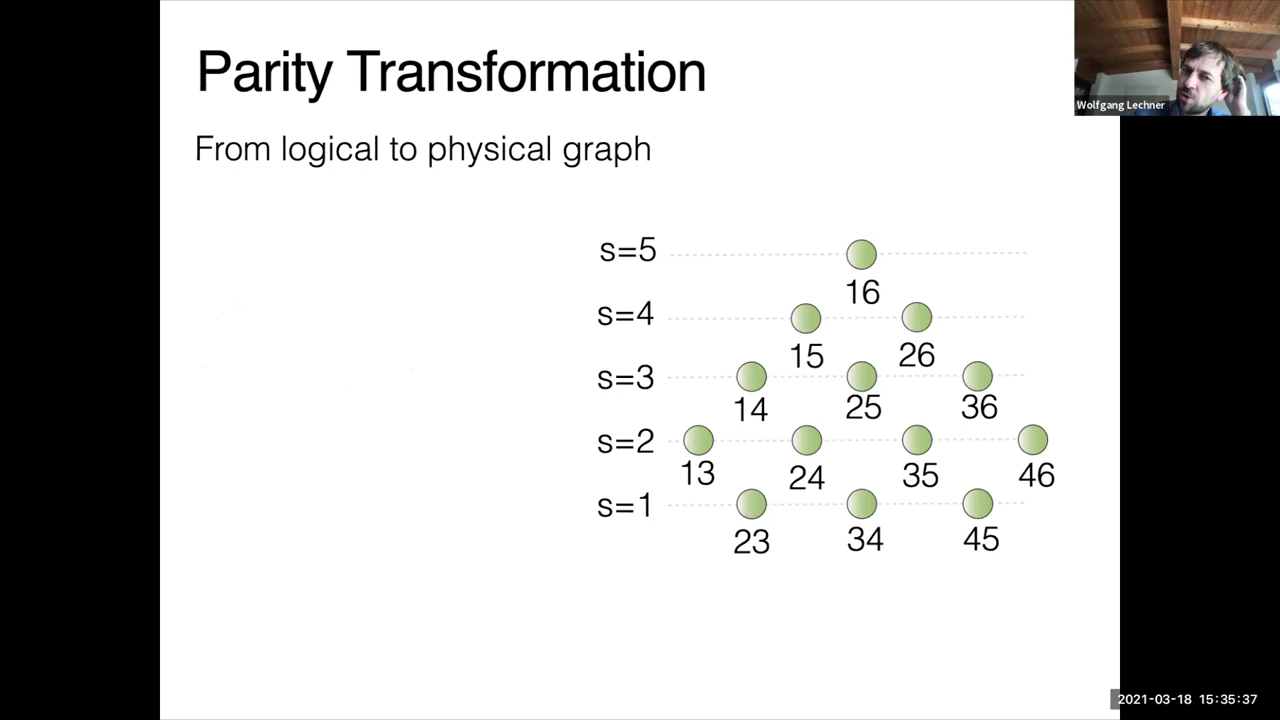 Parity Transformation
Wolfgang Lechner
From logical to physical graph
s=5
16
s=4
15 26
s=3
14 25 36
s=2
13 24 35 46
s=1
23 34 45
2021-03-18 15:35:37